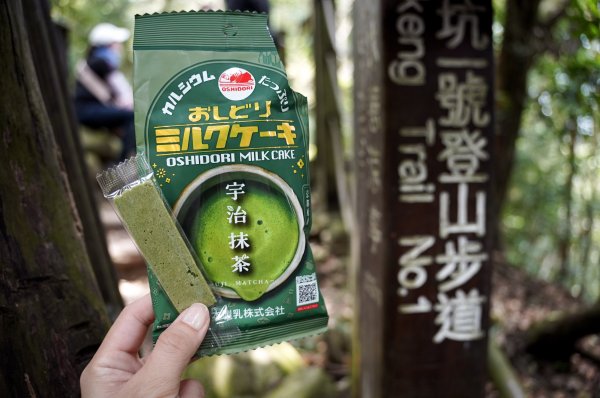 カルシウム
たっぷり
OSHIDORI
おしどり
ミルクケーキ
OSHIDORI MILK CAKE
宇治抹茶
MATCHA
乳株式会社
坑一號登山步道
keng Trail No.1